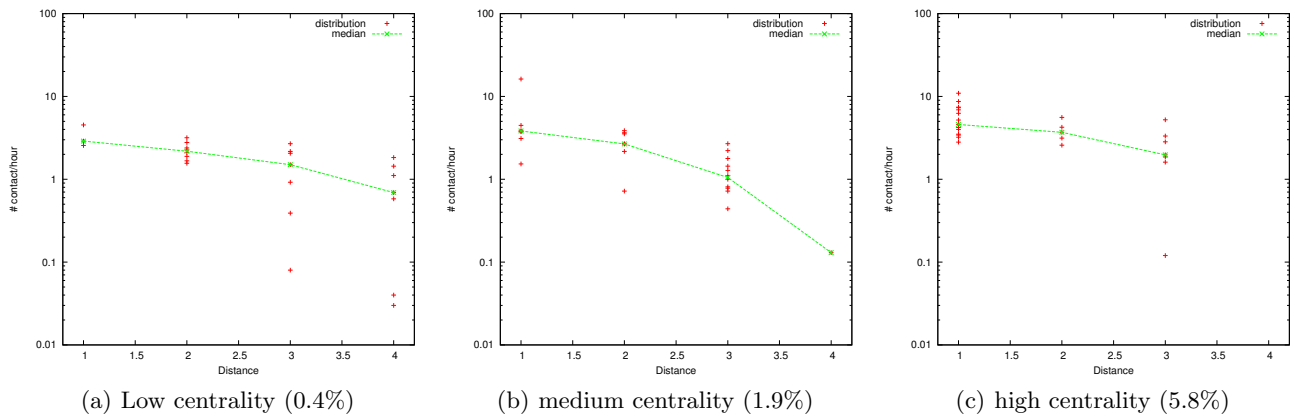 100
10
1
0.1
0.01
# contact/hour
distribution
median
1 1.5 2 2.5 3 3.5 4
Distance
(a) Low centrality (0.4%)
100
10
1
0.1
0.01
# contact/hour
distribution
median
1 1.5 2 2.5 3 3.5 4
Distance
(b) medium centrality (1.9%)
100
10
1
0.1
0.01
# contact/hour
distribution
median
1 1.5 2 2.5 3 3.5 4
Distance
(c) high centrality (5.8%)